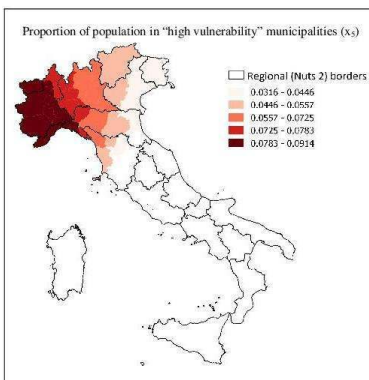 Proportion of population in “high vulnerability” municipalities (x₅)
Regional (Nuts 2) borders
0.0316 - 0.0446
0.0446 - 0.0557
0.0557 - 0.0725
0.0725 - 0.0783
0.0783 - 0.0914